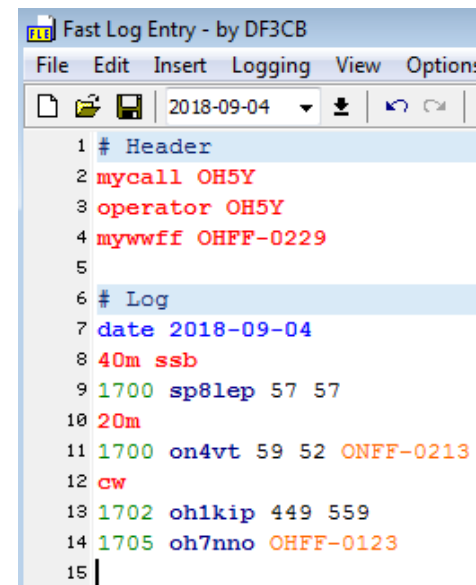 FLE Fast Log Entry - by DF3CB
File Edit Insert Logging View Options
2018-09-04
1 # Header
2 mycall OH5Y
3 operator OH5Y
4 mywwff OHFF-0229
5
6 # Log
7 date 2018-09-04
8 40m ssb
9 1700 sp8lep 57 57
10 20m
11 1700 on4vt 59 52 ONFF-0213
12 cw
13 1702 oh1kip 449 559
14 1705 oh7nno OHFF-0123
15